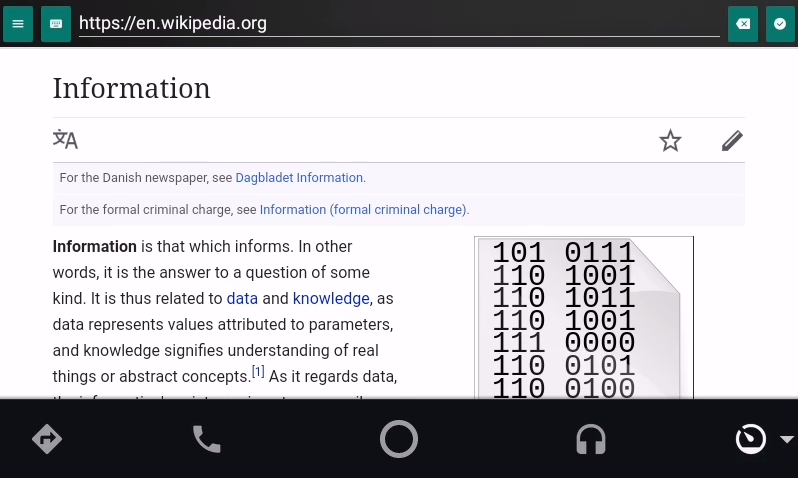 https://en.wikipedia.org
Information
文A
For the Danish newspaper, see Dagbladet Information.
For the formal criminal charge, see Information (formal criminal charge).
Information is that which informs. In other
words, it is the answer to a question of some
kind. It is thus related to data and knowledge, as
data represents values attributed to parameters,
and knowledge signifies understanding of real
things or abstract concepts.[1] As it regards data,
101 0111
110 1001
110 1011
110 1001
111 0000
110 0101
110 0100